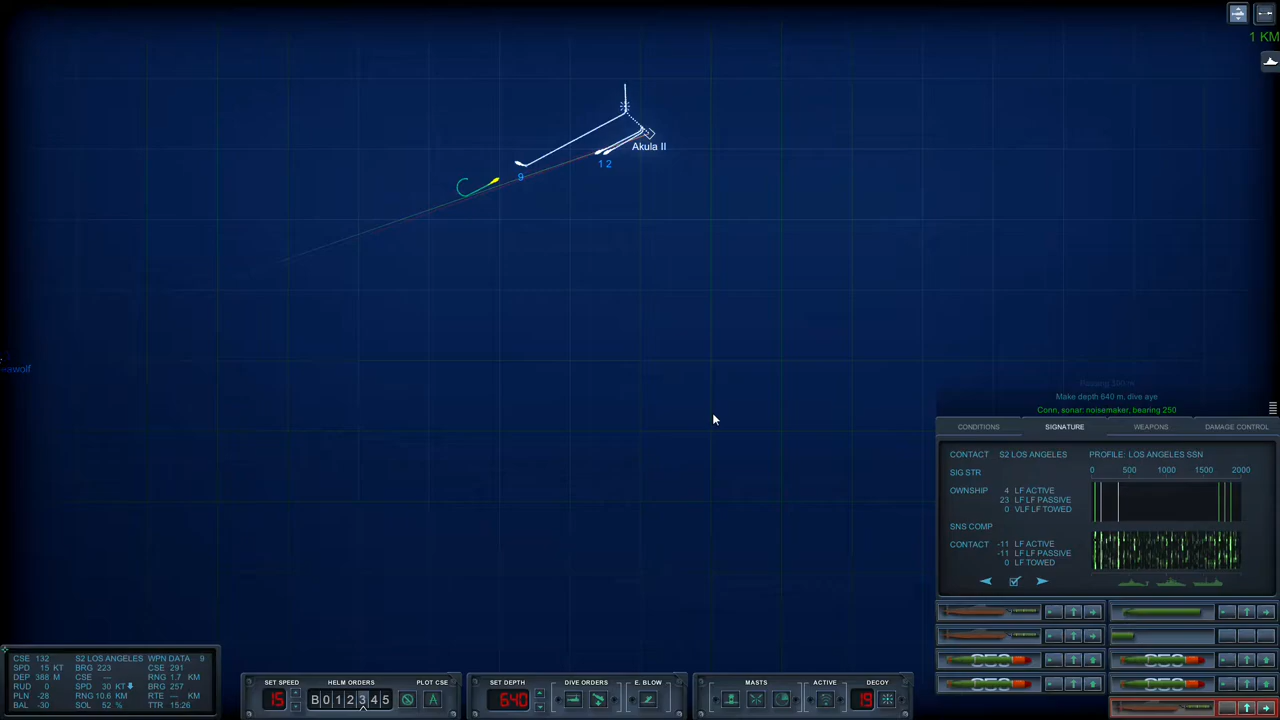 1 KM
Akula II
1 2
9
awolf
Make depth 640 m, dive aye
Conn, sonar: noisemaker, bearing 250
CONDITIONS SIGNATURE WEAPONS DAMAGE CONTROL
CONTACT S2 LOS ANGELES PROFILE: LOS ANGELES SSN
SIG STR 0 500 1000 1500 2000
OWNSHIP 4 LF ACTIVE
23 LF LF PASSIVE
0 VLF LF TOWED
SNS COMP
CONTACT -11 LF ACTIVE
-11 LF LF PASSIVE
0 LF TOWED
CSE 132 S2 LOS ANGELES WPN DATA 9
SPD 15 KT BRG 223 CSE 291
DEP 388 M CSE --- RNG 1.7 KM
RUD 0 SPD 30 KT BRG 257
PLN -28 RNG 10.6 KM RTE --- KM
BAL -30 SOL 52 % TTR 15:26
SET SPEED HELM ORDERS PLOT CSE
15 B 0 1 2 3 4 5 A
SET DEPTH DIVE ORDERS E. BLOW
640
MASTS ACTIVE DECOY
19